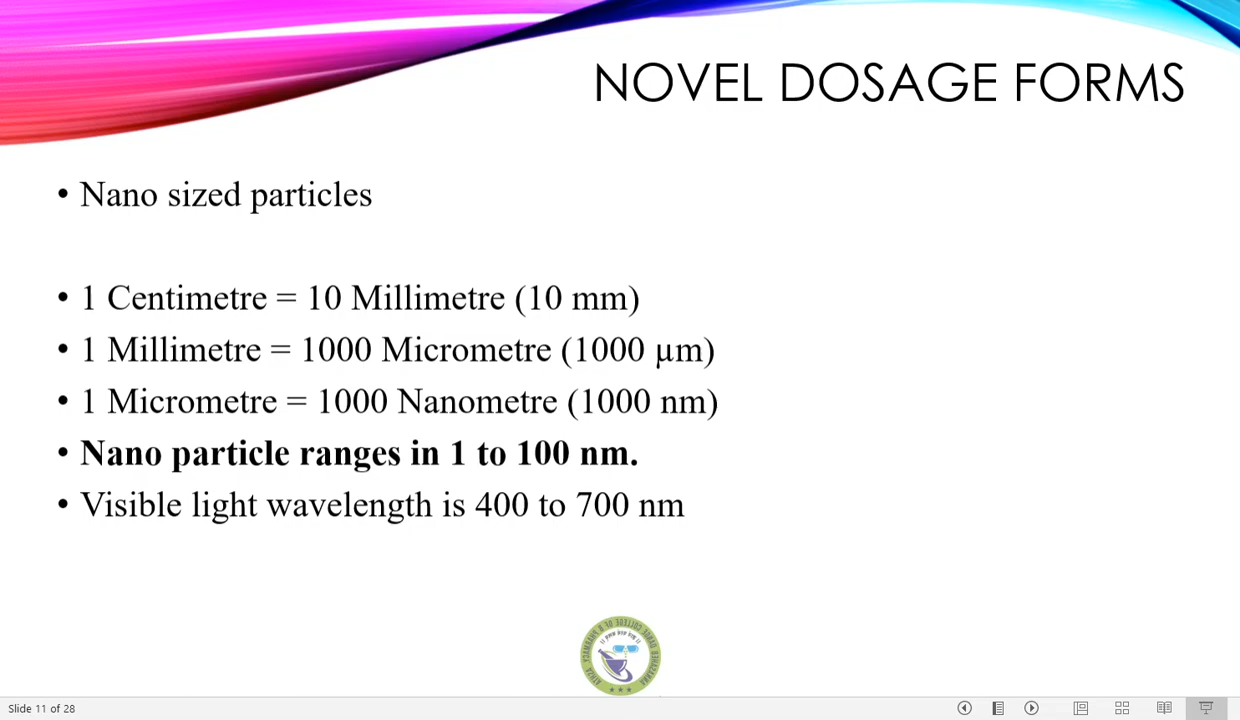 NOVEL DOSAGE FORMS
• Nano sized particles
• 1 Centimetre = 10 Millimetre (10 mm)
• 1 Millimetre = 1000 Micrometre (1000 µm)
• 1 Micrometre = 1000 Nanometre (1000 nm)
• Nano particle ranges in 1 to 100 nm.
• Visible light wavelength is 400 to 700 nm
Slide 11 of 28